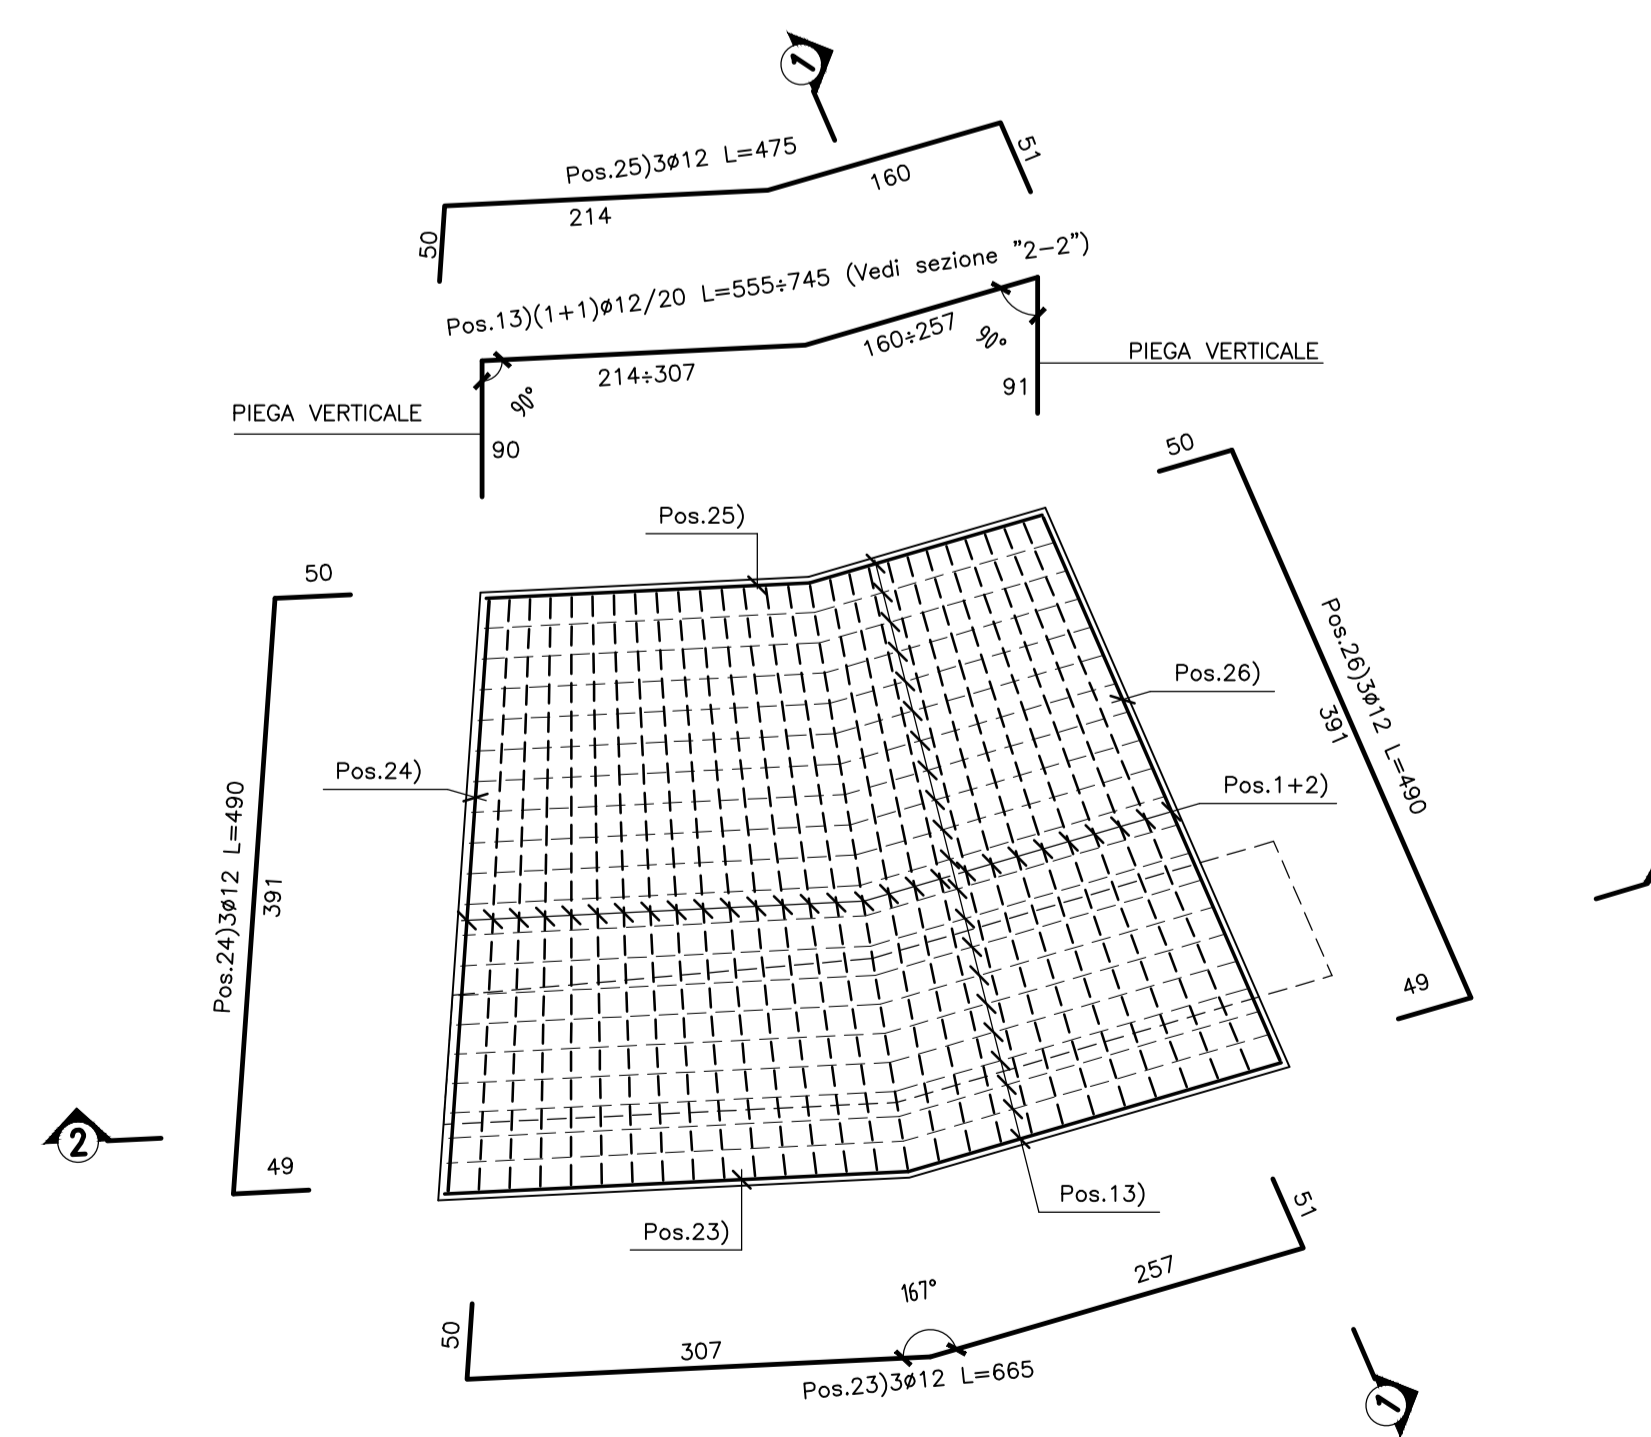 1
Pos.25)3ø12 L=475
51
160
214
50
Pos.13)(1+1)ø12/20 L=555÷745 (Vedi sezione "2-2")
160÷257
90°
PIEGA VERTICALE
214÷307
91
90°
PIEGA VERTICALE
90
50
Pos.25)
50
Pos.26)3ø12 L=490
391
Pos.26)
Pos.24)
Pos.1+2)
Pos.24)3ø12 L=490
391
49
2
49
Pos.13)
Pos.23)
51
257
167°
50
307
Pos.23)3ø12 L=665
1